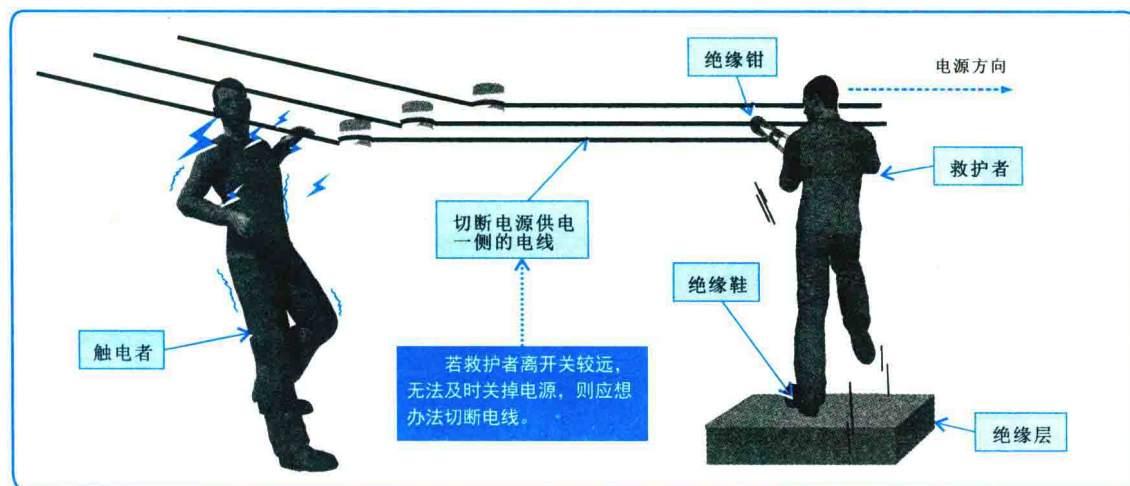 绝缘钳
电源方向
救护者
切断电源供电
一侧的电线
绝缘鞋
触电者
若救护者离开关较远，
无法及时关掉电源，则应想
办法切断电线。
绝缘层